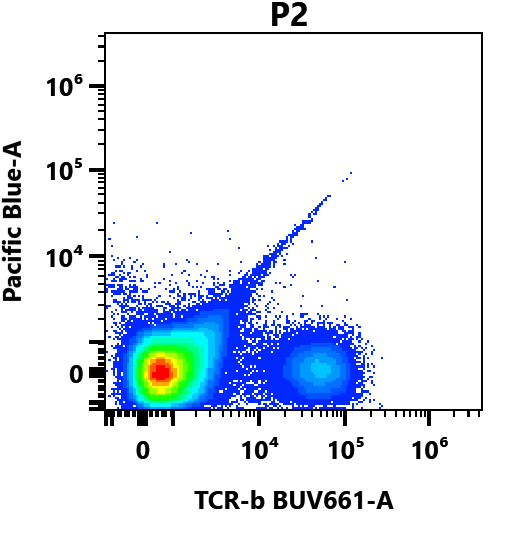 P2
10⁶
10⁵
10⁴
0
Pacific Blue-A
0 10⁴ 10⁵ 10⁶
TCR-b BUV661-A